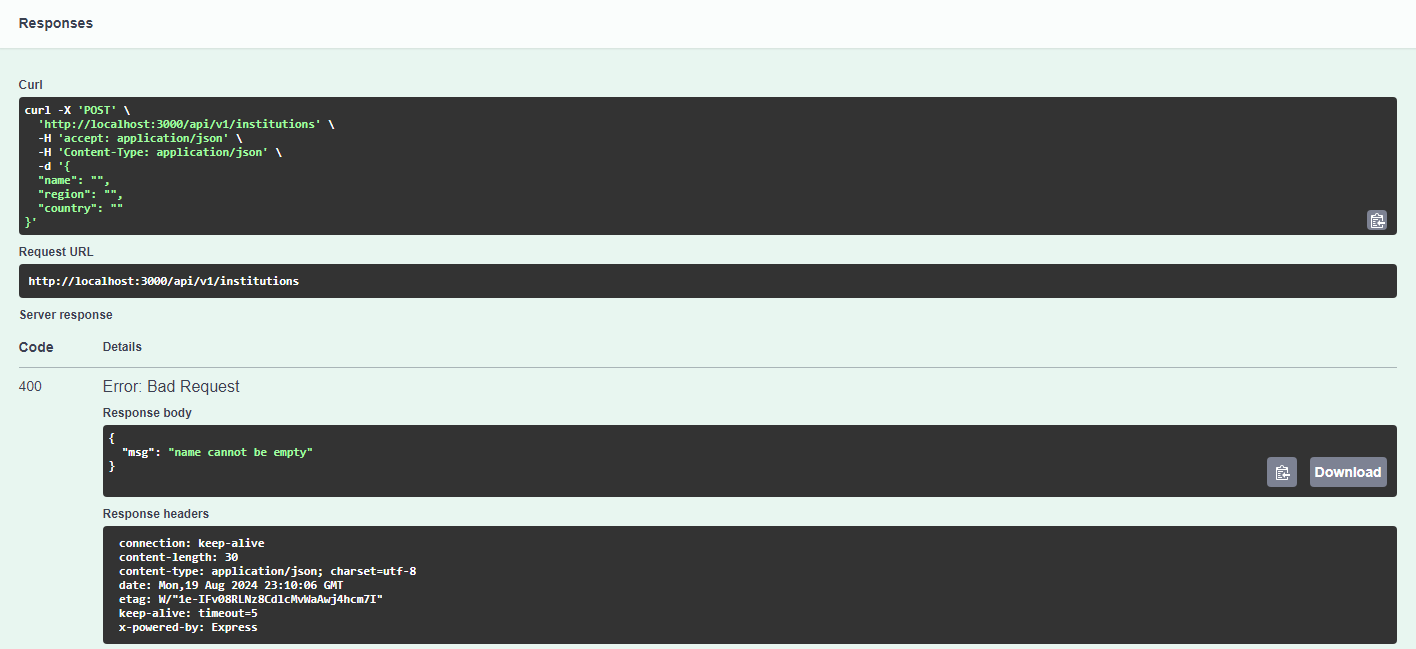 Responses
Curl
curl -X 'POST' \
  'http://localhost:3000/api/v1/institutions' \
  -H 'accept: application/json' \
  -H 'Content-Type: application/json' \
  -d '{
  "name": "",
  "region": "",
  "country": ""
}'
Request URL
http://localhost:3000/api/v1/institutions
Server response
Code Details
400 Error: Bad Request
Response body
{
  "msg": "name cannot be empty"
}
Download
Response headers
connection: keep-alive
content-length: 30
content-type: application/json; charset=utf-8
date: Mon,19 Aug 2024 23:10:06 GMT
etag: W/"1e-IFv08RLNz8CdlcMvWaAwj4hcm7I"
keep-alive: timeout=5
x-powered-by: Express